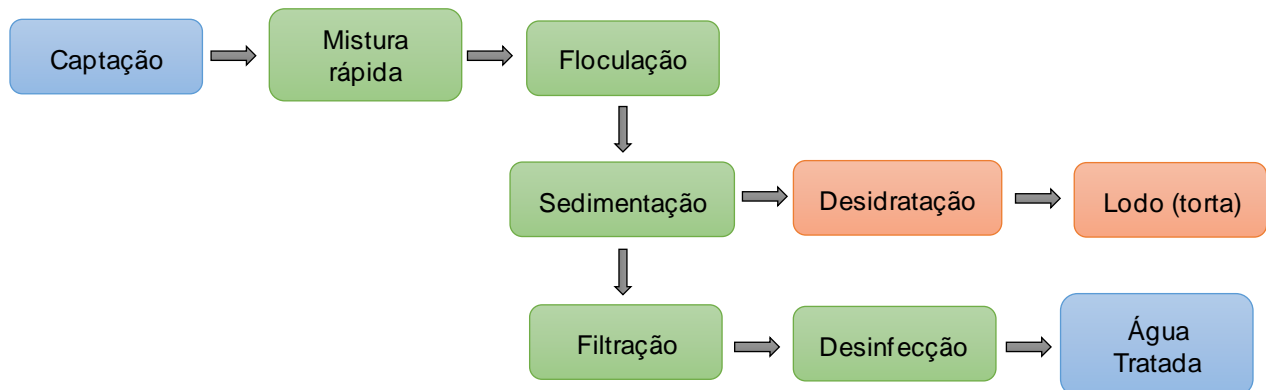 Captação
Mistura
rápida
Floculação
Sedimentação
Desidratação
Lodo (torta)
Filtração
Desinfecção
Água
Tratada